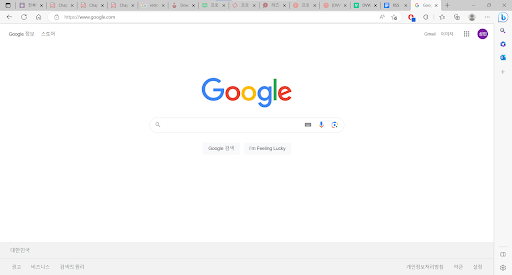 https://www.google.com
Google 정보 스토어
Gmail 이미지
Google
Google 검색 I'm Feeling Lucky
대한민국
광고 비즈니스 검색의 원리
개인정보처리방침 약관 설정